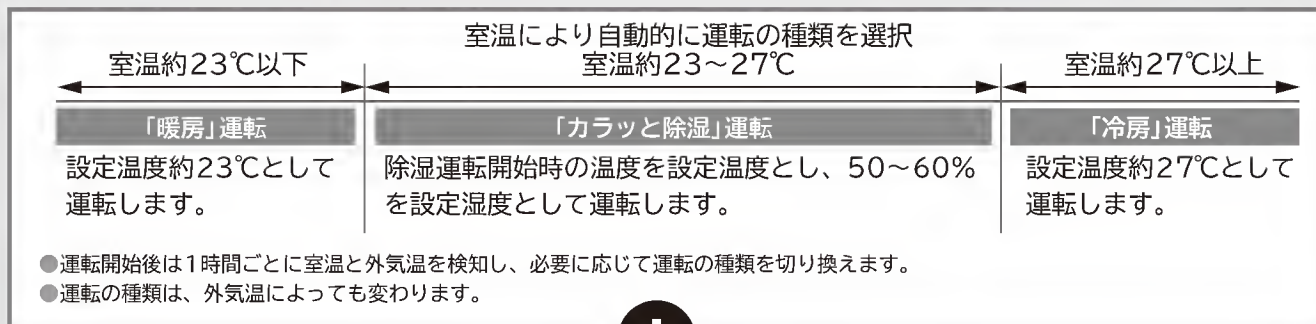 室温により自動的に運転の種類を選択
室温約23℃以下
室温約23~27℃
室温約27℃以上
「暖房」運転
「カラッと除湿」運転
「冷房」運転
設定温度約23℃として
運転します。
除湿運転開始時の温度を設定温度とし、50~60%
を設定湿度として運転します。
設定温度約27℃として
運転します。
●運転開始後は1時間ごとに室温と外気温を検知し、必要に応じて運転の種類を切り換えます。
●運転の種類は、外気温によっても変わります。